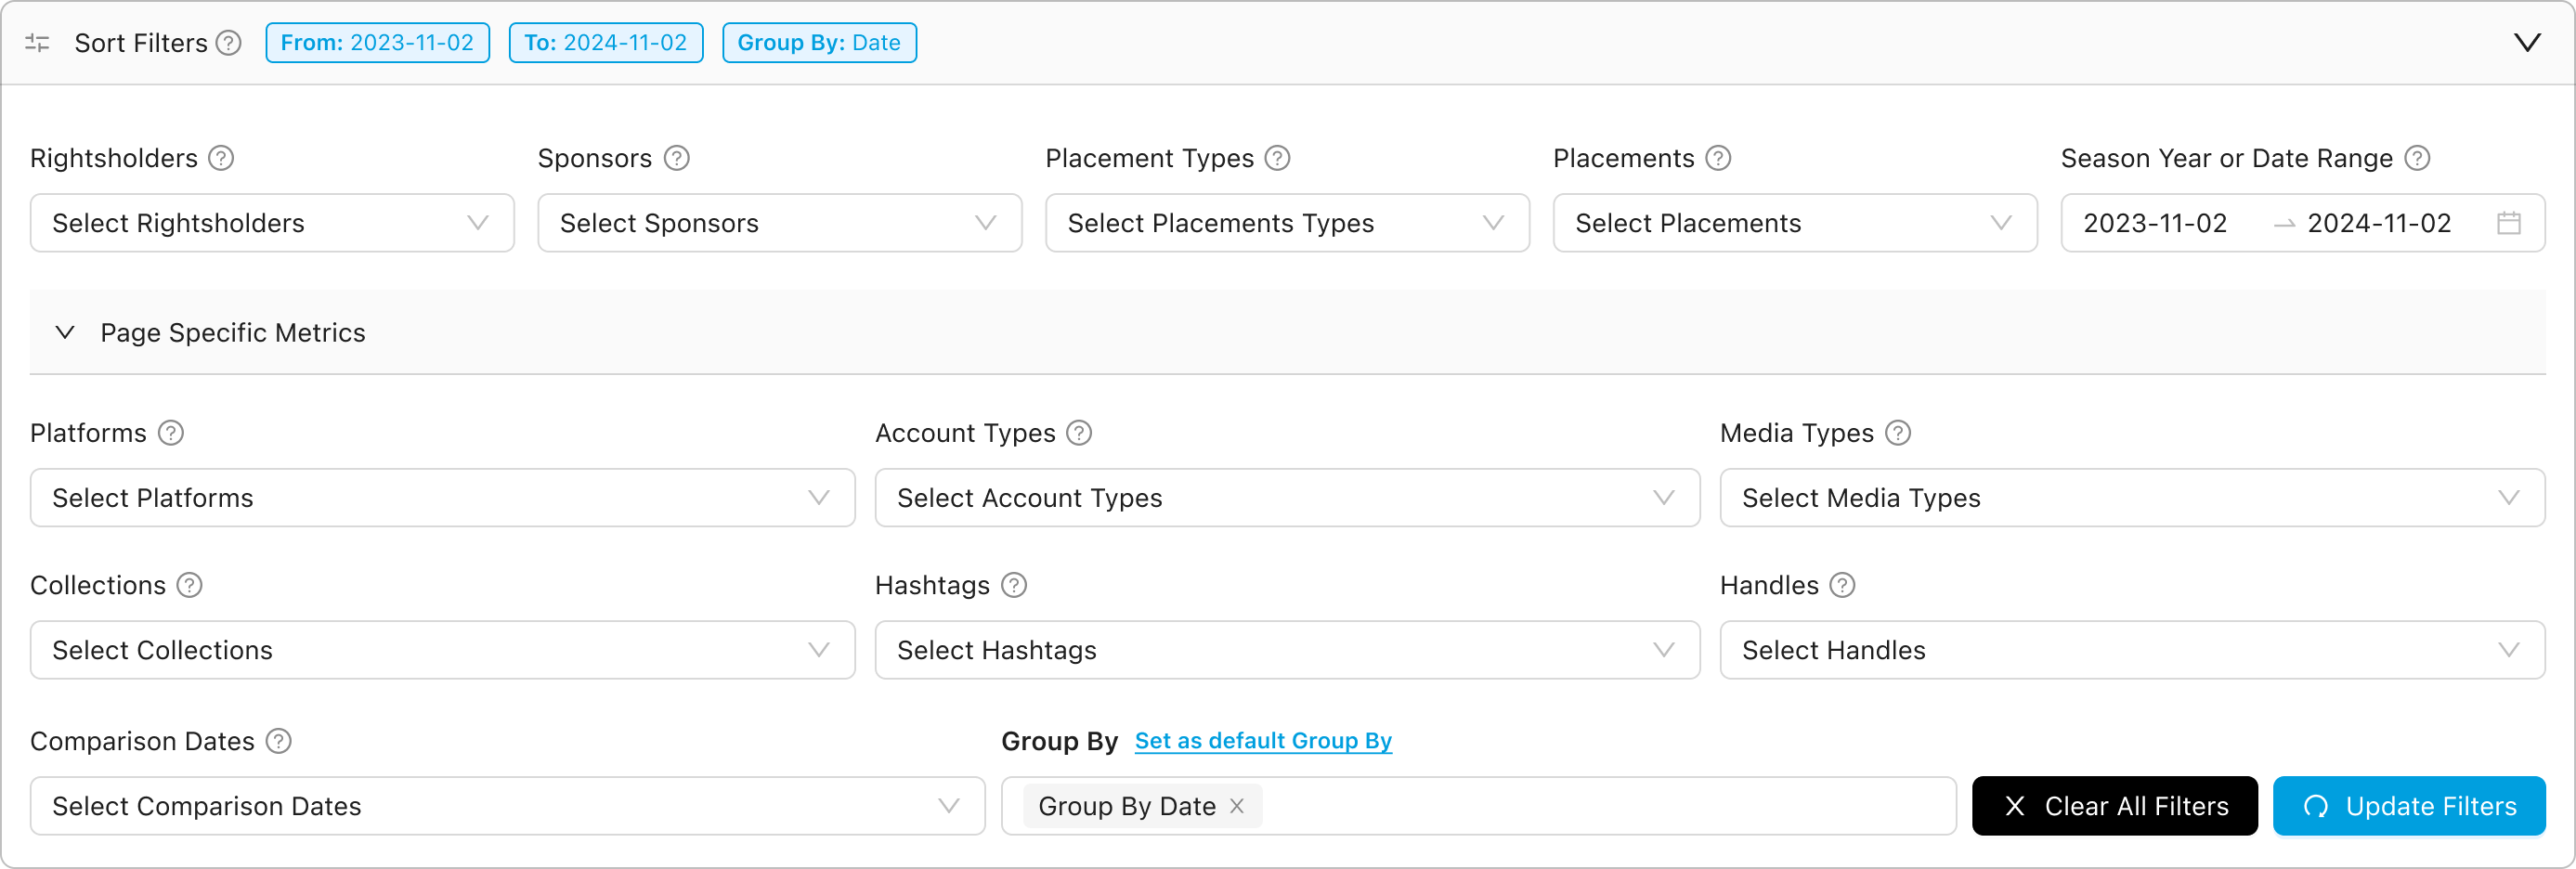 Sort Filters From: 2023-11-02 To: 2024-11-02 Group By: Date
Rightsholders Sponsors Placement Types Placements Season Year or Date Range
Select Rightsholders Select Sponsors Select Placements Types Select Placements 2023-11-02 2024-11-02
Page Specific Metrics
Platforms Account Types Media Types
Select Platforms Select Account Types Select Media Types
Collections Hashtags Handles
Select Collections Select Hashtags Select Handles
Comparison Dates Group By Set as default Group By
Select Comparison Dates Group By Date Clear All Filters Update Filters